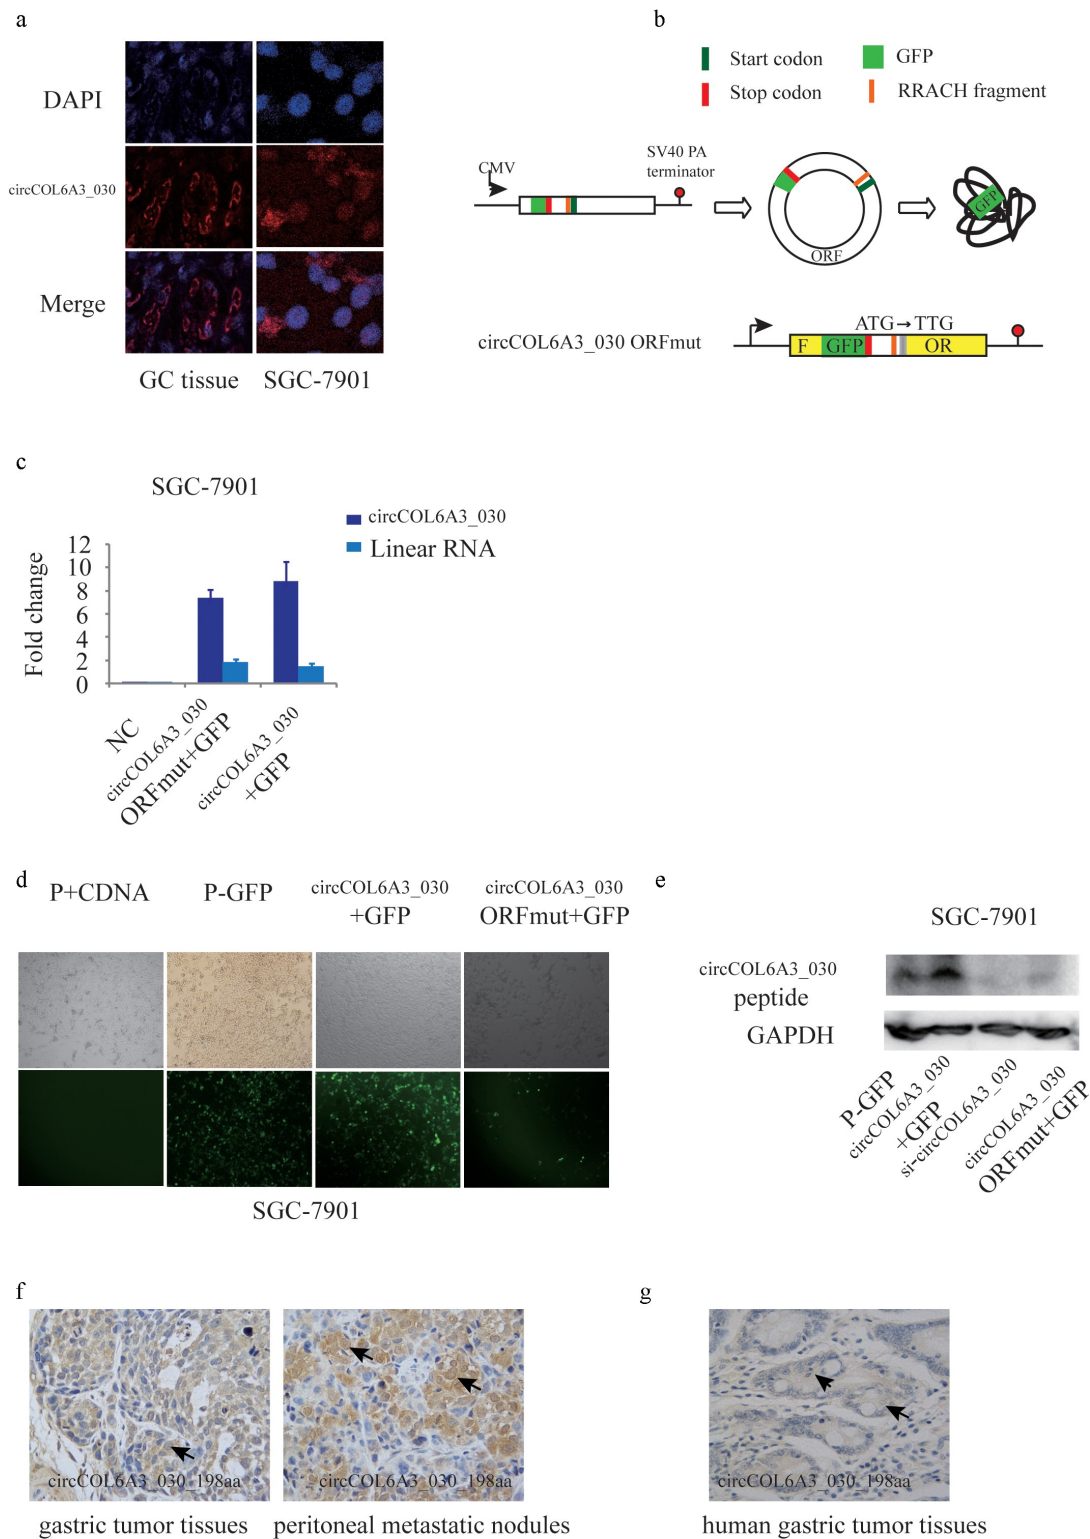 a
DAPI
circCOL6A3_030
Merge
GC tissue
SGC-7901
b
Start codon
GFP
Stop codon
RRACH fragment
CMV
SV40 PA
terminator
ORF
GFP
ATG→TTG
circCOL6A3_030 ORFmut
F
GFP
OR
c
SGC-7901
circCOL6A3_030
Linear RNA
Fold change
12
10
8
6
4
2
0
NC
circCOL6A3_030
ORFmut+GFP
circCOL6A3_030
+GFP
d
P+CDNA
P-GFP
circCOL6A3_030
+GFP
circCOL6A3_030
ORFmut+GFP
SGC-7901
e
SGC-7901
circCOL6A3_030
peptide
GAPDH
P-GFP
circCOL6A3_030
+GFP
si-circCOL6A3_030
circCOL6A3_030
ORFmut+GFP
f
circCOL6A3_030_198aa
circCOL6A3_030_198aa
gastric tumor tissues
peritoneal metastatic nodules
g
circCOL6A3_030_198aa
human gastric tumor tissues